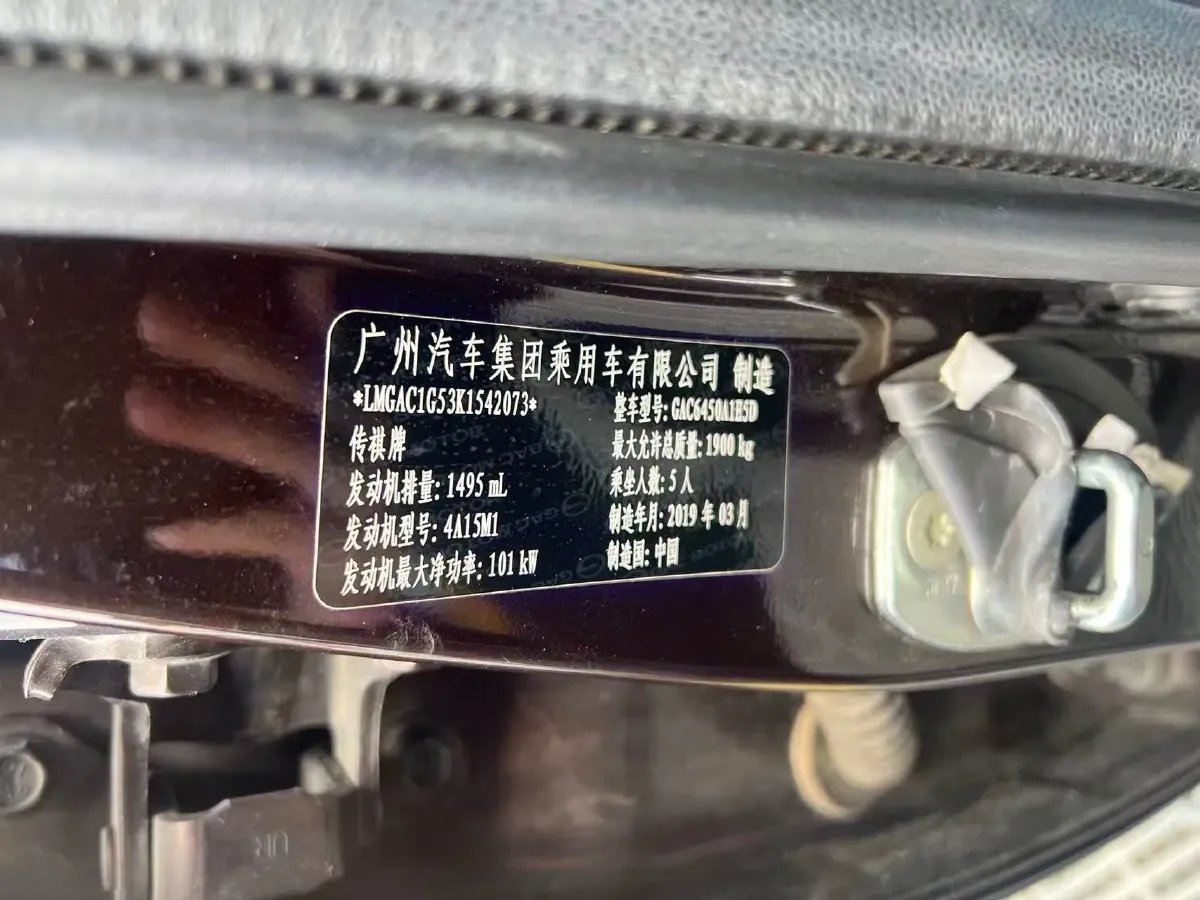 广州汽车集团乘用车有限公司 制造
*LMGAC1G53K1542073*
整车型号: GAC6450A1H5D
传祺牌
最大允许总质量: 1900 kg
发动机排量: 1495 mL
乘坐人数: 5 人
发动机型号: 4A15M1
制造年月: 2019 年 03 月
发动机最大净功率: 101 kW
制造国: 中国